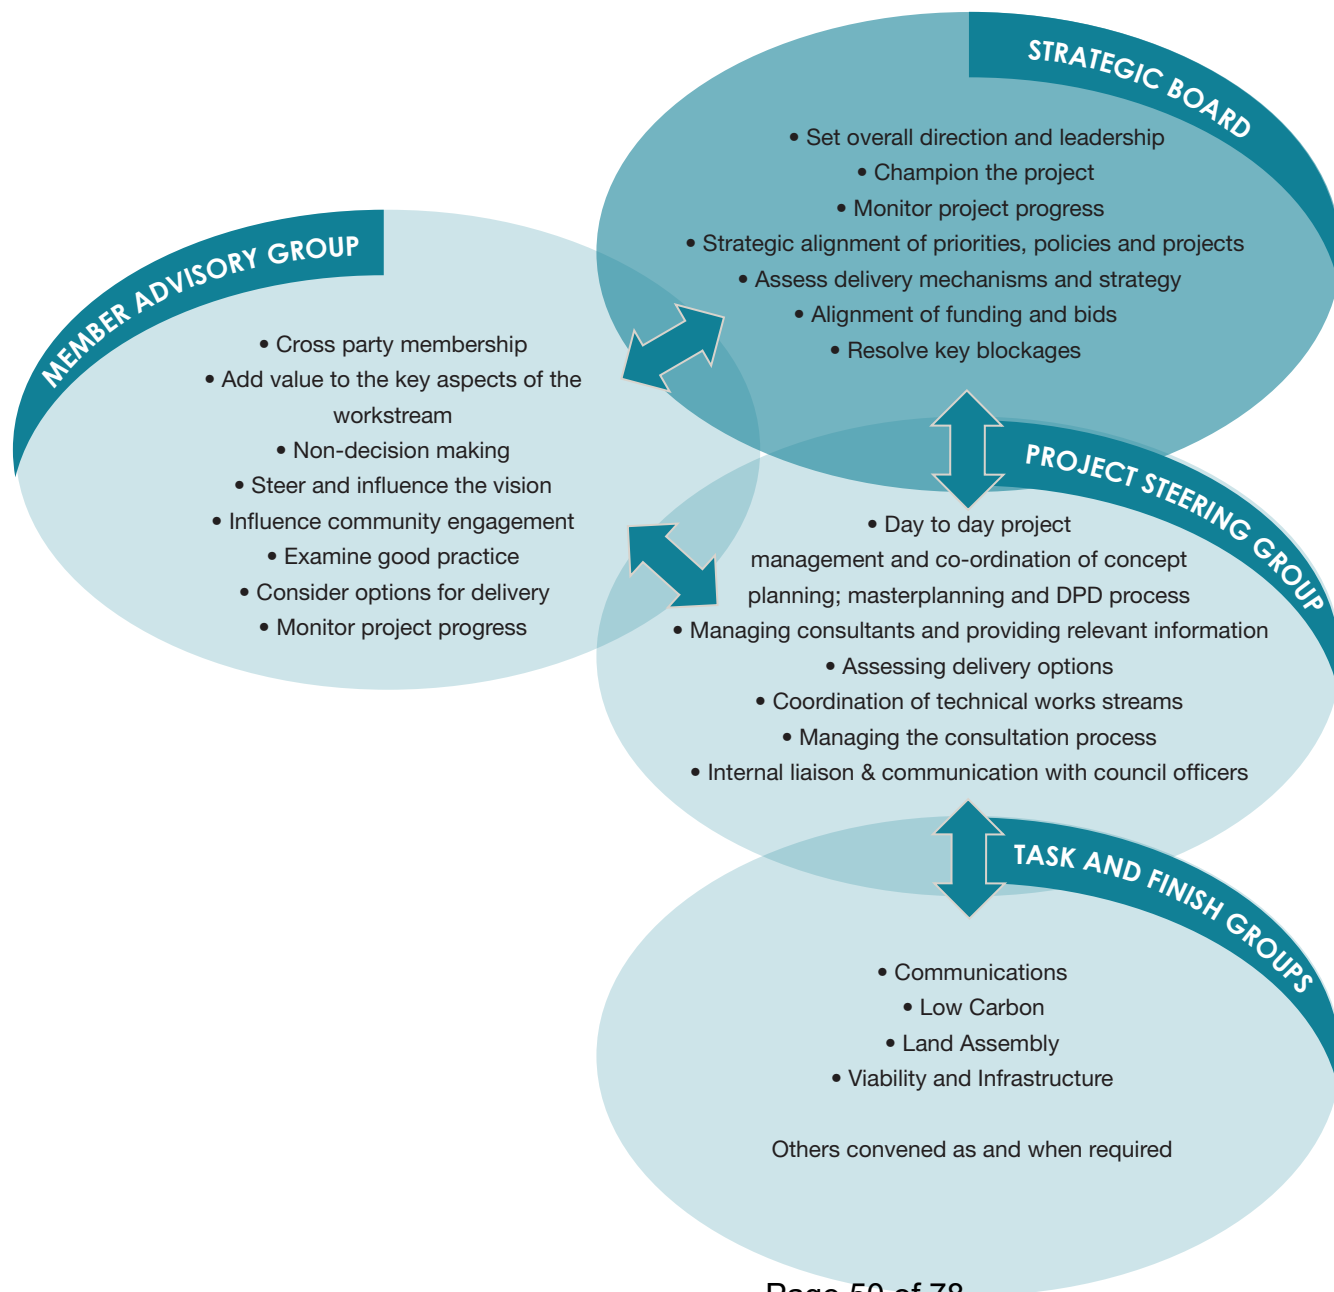 STRATEGIC BOARD
• Set overall direction and leadership
• Champion the project
• Monitor project progress
• Strategic alignment of priorities, policies and projects
• Assess delivery mechanisms and strategy
• Alignment of funding and bids
• Resolve key blockages
MEMBER ADVISORY GROUP
• Cross party membership
• Add value to the key aspects of the
workstream
• Non-decision making
• Steer and influence the vision
• Influence community engagement
• Examine good practice
• Consider options for delivery
• Monitor project progress
PROJECT STEERING GROUP
• Day to day project
management and co-ordination of concept
planning; masterplanning and DPD process
• Managing consultants and providing relevant information
• Assessing delivery options
• Coordination of technical works streams
• Managing the consultation process
• Internal liaison & communication with council officers
TASK AND FINISH GROUPS
• Communications
• Low Carbon
• Land Assembly
• Viability and Infrastructure
Others convened as and when required
Page 50 of 78